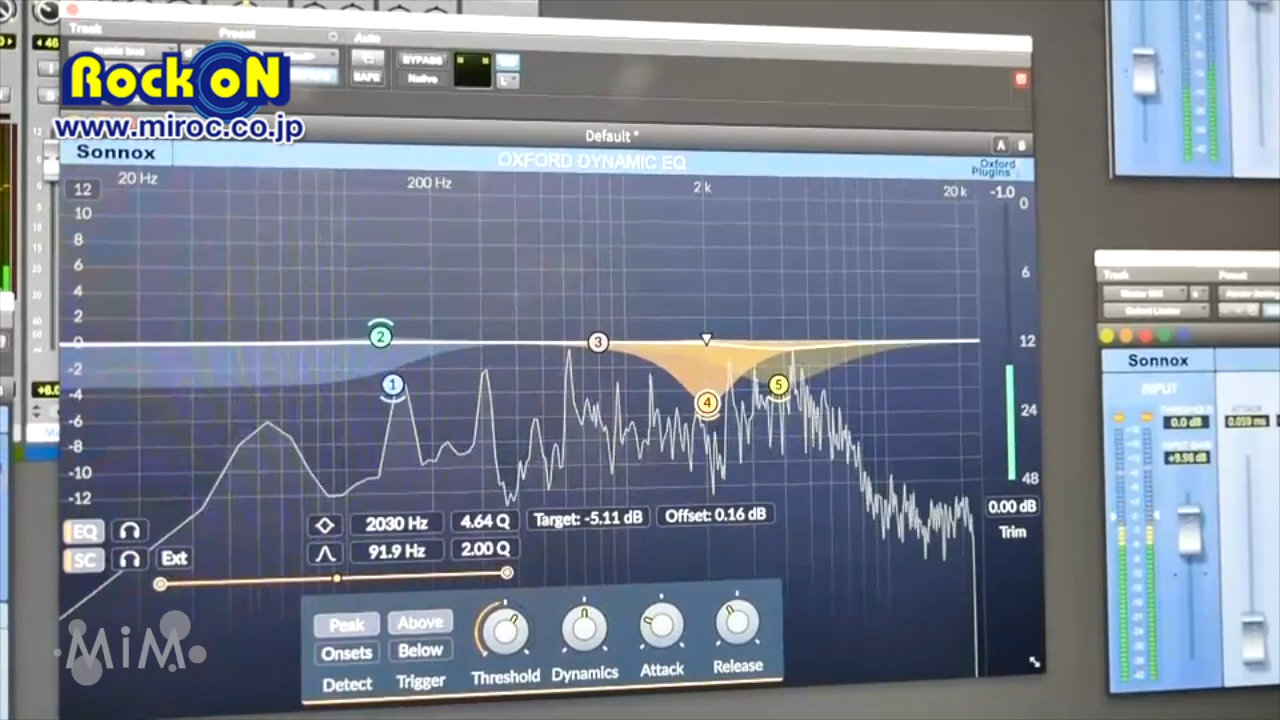 Track
Preset
Auto
BYPASS
SAFE
Native
Rock oN
www.miroc.co.jp
Default *
A B
Sonnox
OXFORD DYNAMIC EQ
Oxford
Plugins
20 Hz
200 Hz
2 k
20 k
-1.0
12
10
8
6
4
2
0
-2
-4
-6
-8
-10
-12
0
6
12
24
48
1
2
3
4
5
EQ
SC
Ext
2030 Hz
4.64 Q
Target: -5.11 dB
Offset: 0.16 dB
91.9 Hz
2.00 Q
0.00 dB
Trim
Peak
Above
Onsets
Below
Detect
Trigger
Threshold
Dynamics
Attack
Release
MiM
Track
Preset
Sonnox
INPUT
0.0 dB
0.059 ms
+9.98 dB